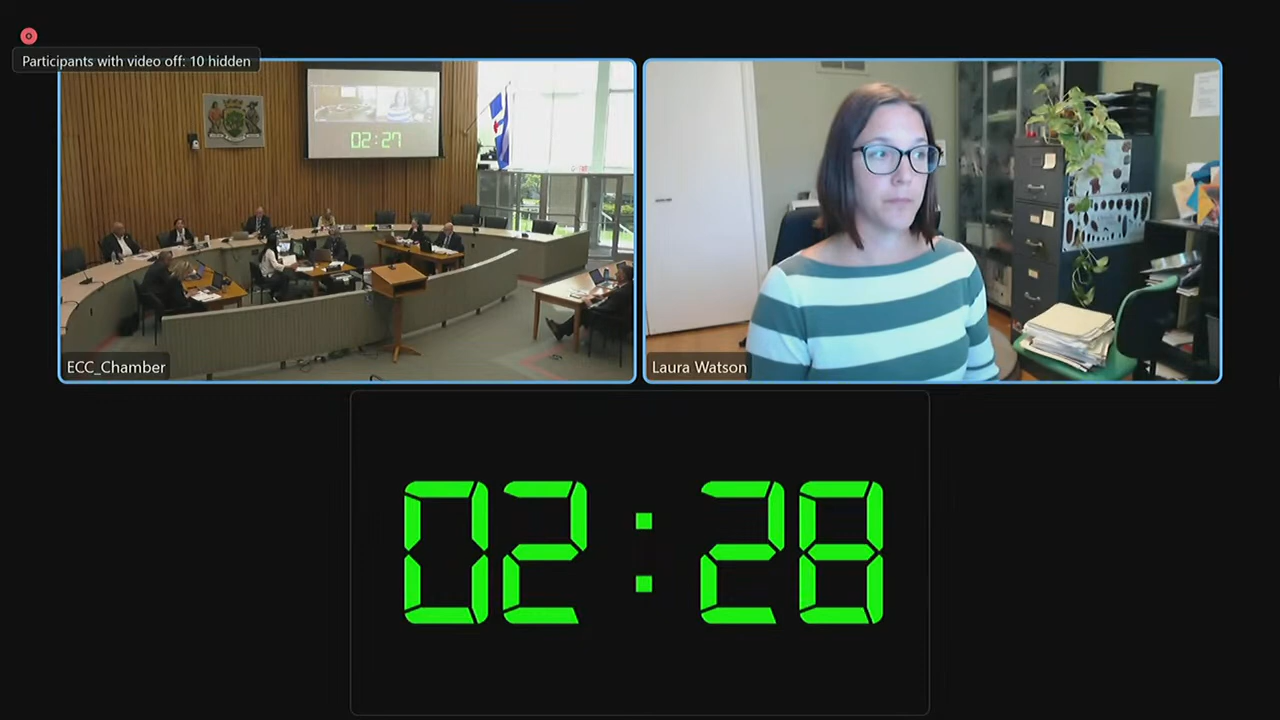 Participants with video off: 10 hidden
02:27
ECC_Chamber
Laura Watson
02:28